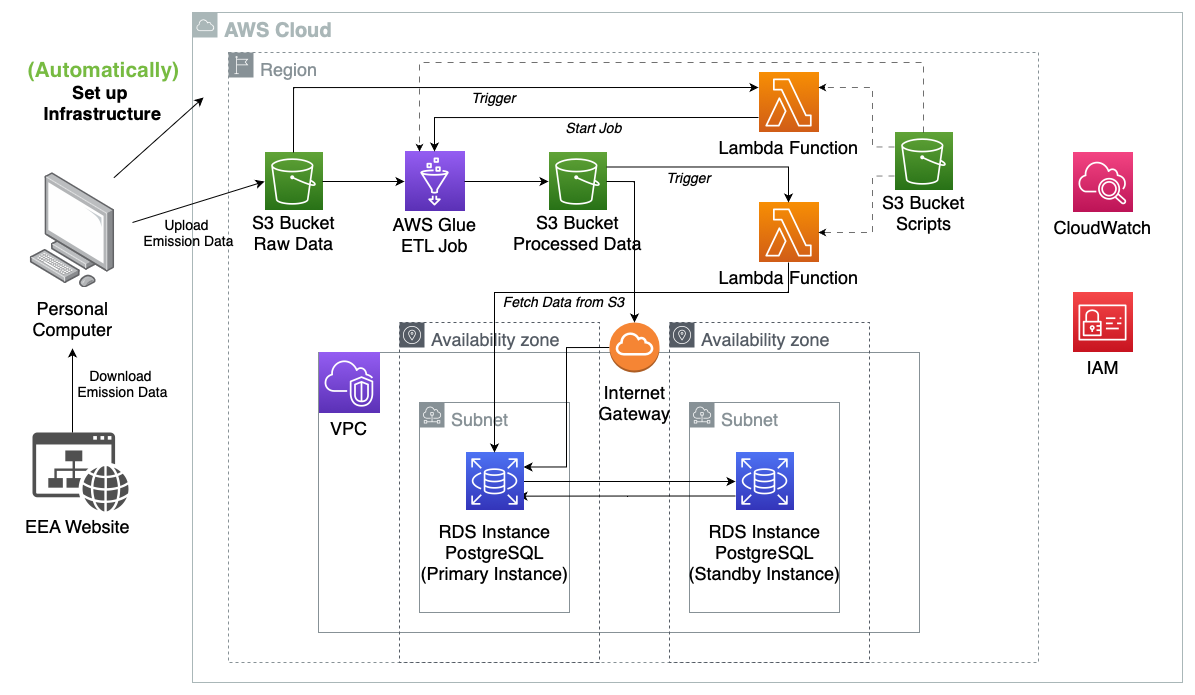 AWS Cloud
(Automatically)
Set up
Infrastructure
Region
Trigger
Start Job
Lambda Function
S3 Bucket
Raw Data
AWS Glue
ETL Job
S3 Bucket
Processed Data
Trigger
S3 Bucket
Scripts
Upload
Emission Data
CloudWatch
Lambda Function
Fetch Data from S3
Personal
Computer
Availability zone
Availability zone
IAM
Download
Emission Data
Internet
Gateway
VPC
Subnet
Subnet
EEA Website
RDS Instance
PostgreSQL
(Primary Instance)
RDS Instance
PostgreSQL
(Standby Instance)